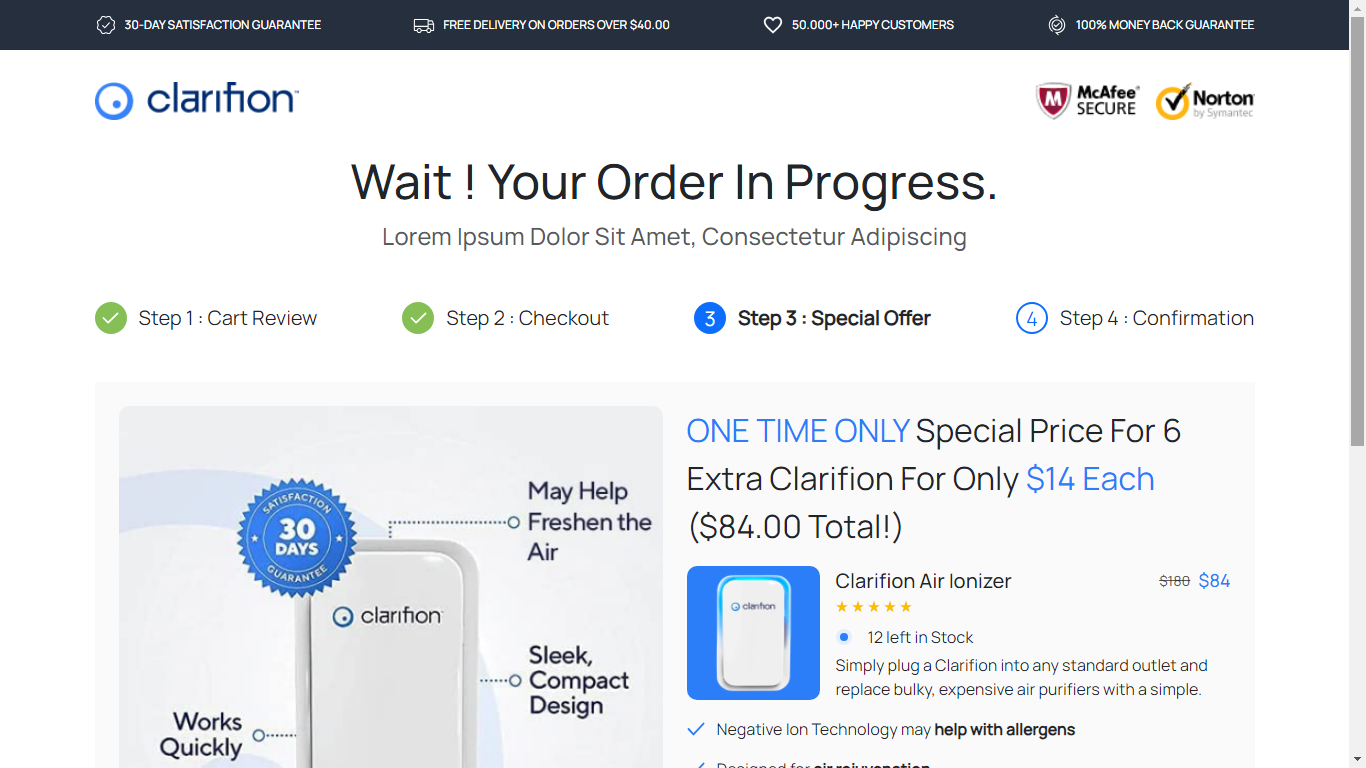 30-DAY SATISFACTION GUARANTEE
FREE DELIVERY ON ORDERS OVER $40.00
50.000+ HAPPY CUSTOMERS
100% MONEY BACK GUARANTEE
clarifion™
McAfee®
SECURE
Norton
by Symantec
Wait ! Your Order In Progress.
Lorem Ipsum Dolor Sit Amet, Consectetur Adipiscing
Step 1 : Cart Review
Step 2 : Checkout
3 Step 3 : Special Offer
4 Step 4 : Confirmation
SATISFACTION
30
DAYS
GUARANTEE
May Help
Freshen the
Air
clarifion
Sleek,
Compact
Design
Works
Quickly
ONE TIME ONLY Special Price For 6
Extra Clarifion For Only $14 Each
($84.00 Total!)
clarifion
Clarifion Air Ionizer
$180 $84
12 left in Stock
Simply plug a Clarifion into any standard outlet and
replace bulky, expensive air purifiers with a simple.
Negative Ion Technology may help with allergens
Designed for air rejuvenation